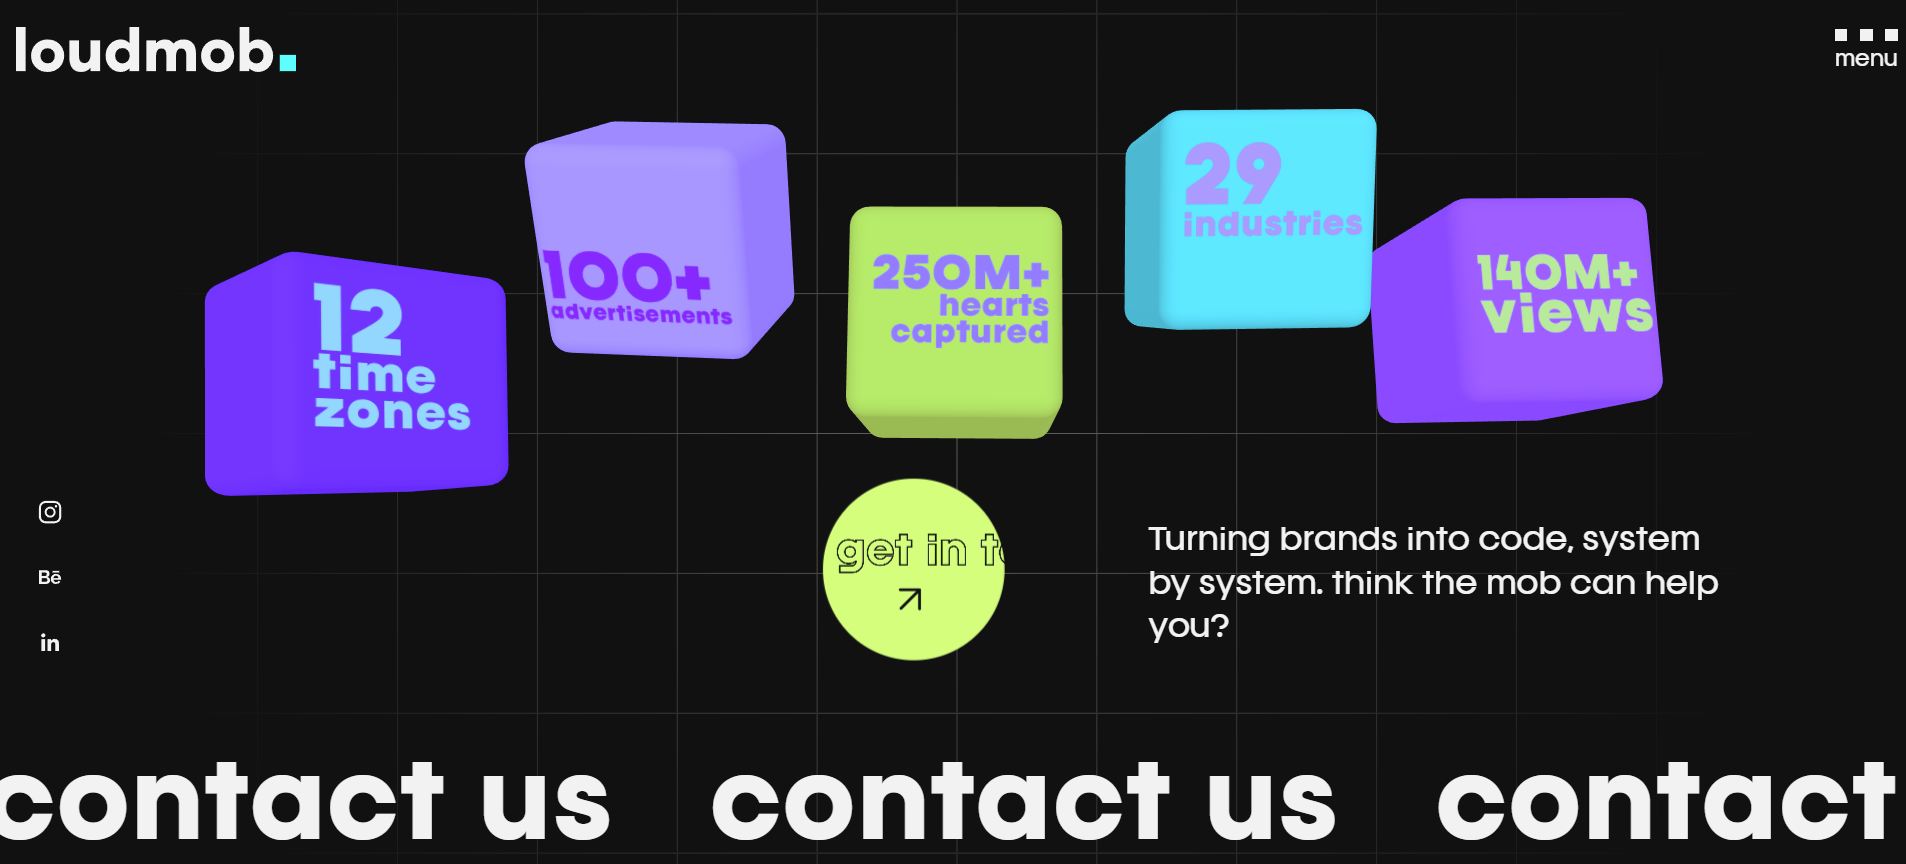 loudmob.
menu
12
time
zones
100+
advertisements
250M+
hearts
captured
29
industries
140M+
views
get in to
Turning brands into code, system
by system. think the mob can help
you?
Bē
in
contact us contact us contact